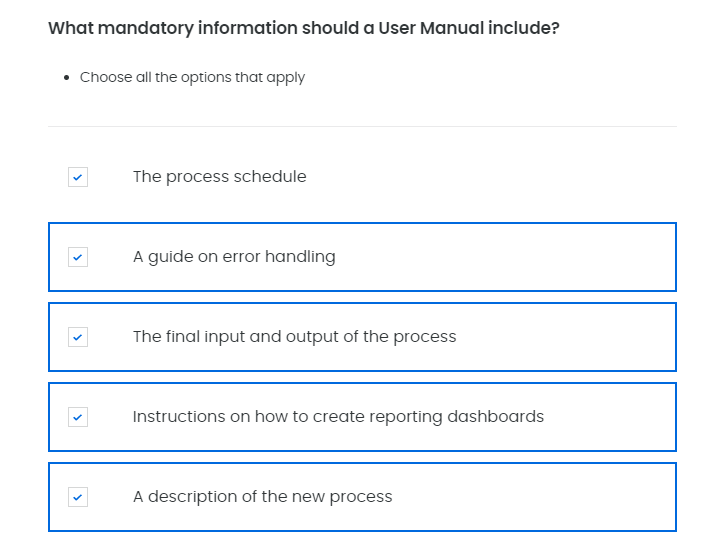 What mandatory information should a User Manual include?
Choose all the options that apply
The process schedule
A guide on error handling
The final input and output of the process
Instructions on how to create reporting dashboards
A description of the new process